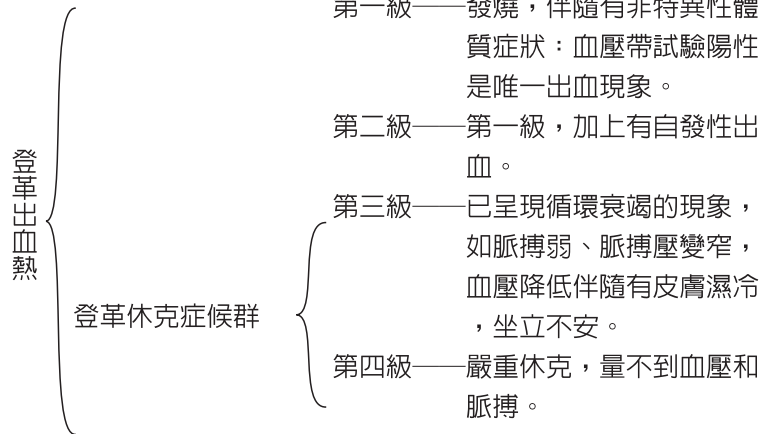 登革出血熱
第一級──發燒，伴隨有非特異性體
質症狀：血壓帶試驗陽性
是唯一出血現象。
第二級──第一級，加上有自發性出
血。
登革休克症候群
第三級──已呈現循環衰竭的現象，
如脈搏弱、脈搏壓變窄，
血壓降低伴隨有皮膚濕冷
，坐立不安。
第四級──嚴重休克，量不到血壓和
脈搏。